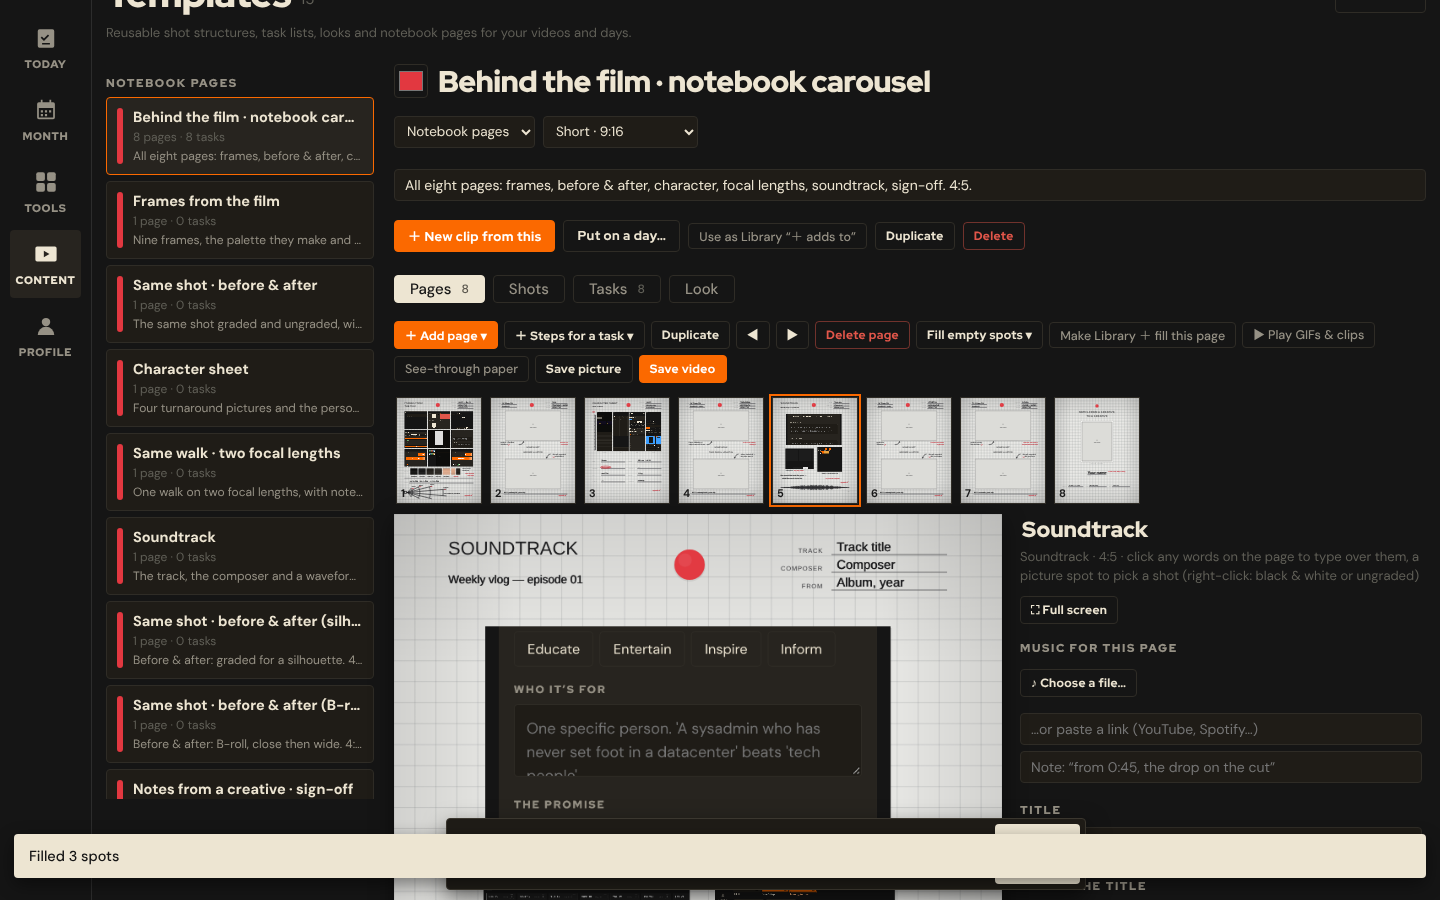 Templates 15
Reusable shot structures, task lists, looks and notebook pages for your videos and days.
TODAY
MONTH
TOOLS
CONTENT
PROFILE
NOTEBOOK PAGES
Behind the film · notebook car...
8 pages · 8 tasks
All eight pages: frames, before & after, c...
Frames from the film
1 page · 0 tasks
Nine frames, the palette they make and ...
Same shot · before & after
1 page · 0 tasks
The same shot graded and ungraded, wi...
Character sheet
1 page · 0 tasks
Four turnaround pictures and the perso...
Same walk · two focal lengths
1 page · 0 tasks
One walk on two focal lengths, with note...
Soundtrack
1 page · 0 tasks
The track, the composer and a wavefor...
Same shot · before & after (silh...
1 page · 0 tasks
Before & after: graded for a silhouette. 4...
Same shot · before & after (B-r...
1 page · 0 tasks
Before & after: B-roll, close then wide. 4:...
Notes from a creative · sign-off
Behind the film · notebook carousel
Notebook pages
Short · 9:16
All eight pages: frames, before & after, character, focal lengths, soundtrack, sign-off. 4:5.
+ New clip from this
Put on a day...
Use as Library “+ adds to”
Duplicate
Delete
Pages 8
Shots
Tasks 8
Look
+ Add page ▾
+ Steps for a task ▾
Duplicate
◀
▶
Delete page
Fill empty spots ▾
Make Library + fill this page
▶ Play GIFs & clips
See-through paper
Save picture
Save video
1
2
3
4
5
6
7
8
SOUNDTRACK
Weekly vlog — episode 01
TRACK Track title
COMPOSER Composer
FROM Album, year
Educate
Entertain
Inspire
Inform
WHO IT'S FOR
One specific person. 'A sysadmin who has
never set foot in a datacenter' beats 'tech
people'
THE PROMISE
Soundtrack
Soundtrack · 4:5 · click any words on the page to type over them, a
picture spot to pick a shot (right-click: black & white or ungraded)
Full screen
MUSIC FOR THIS PAGE
♪ Choose a file...
...or paste a link (YouTube, Spotify...)
Note: “from 0:45, the drop on the cut”
TITLE
HE TITLE
Filled 3 spots